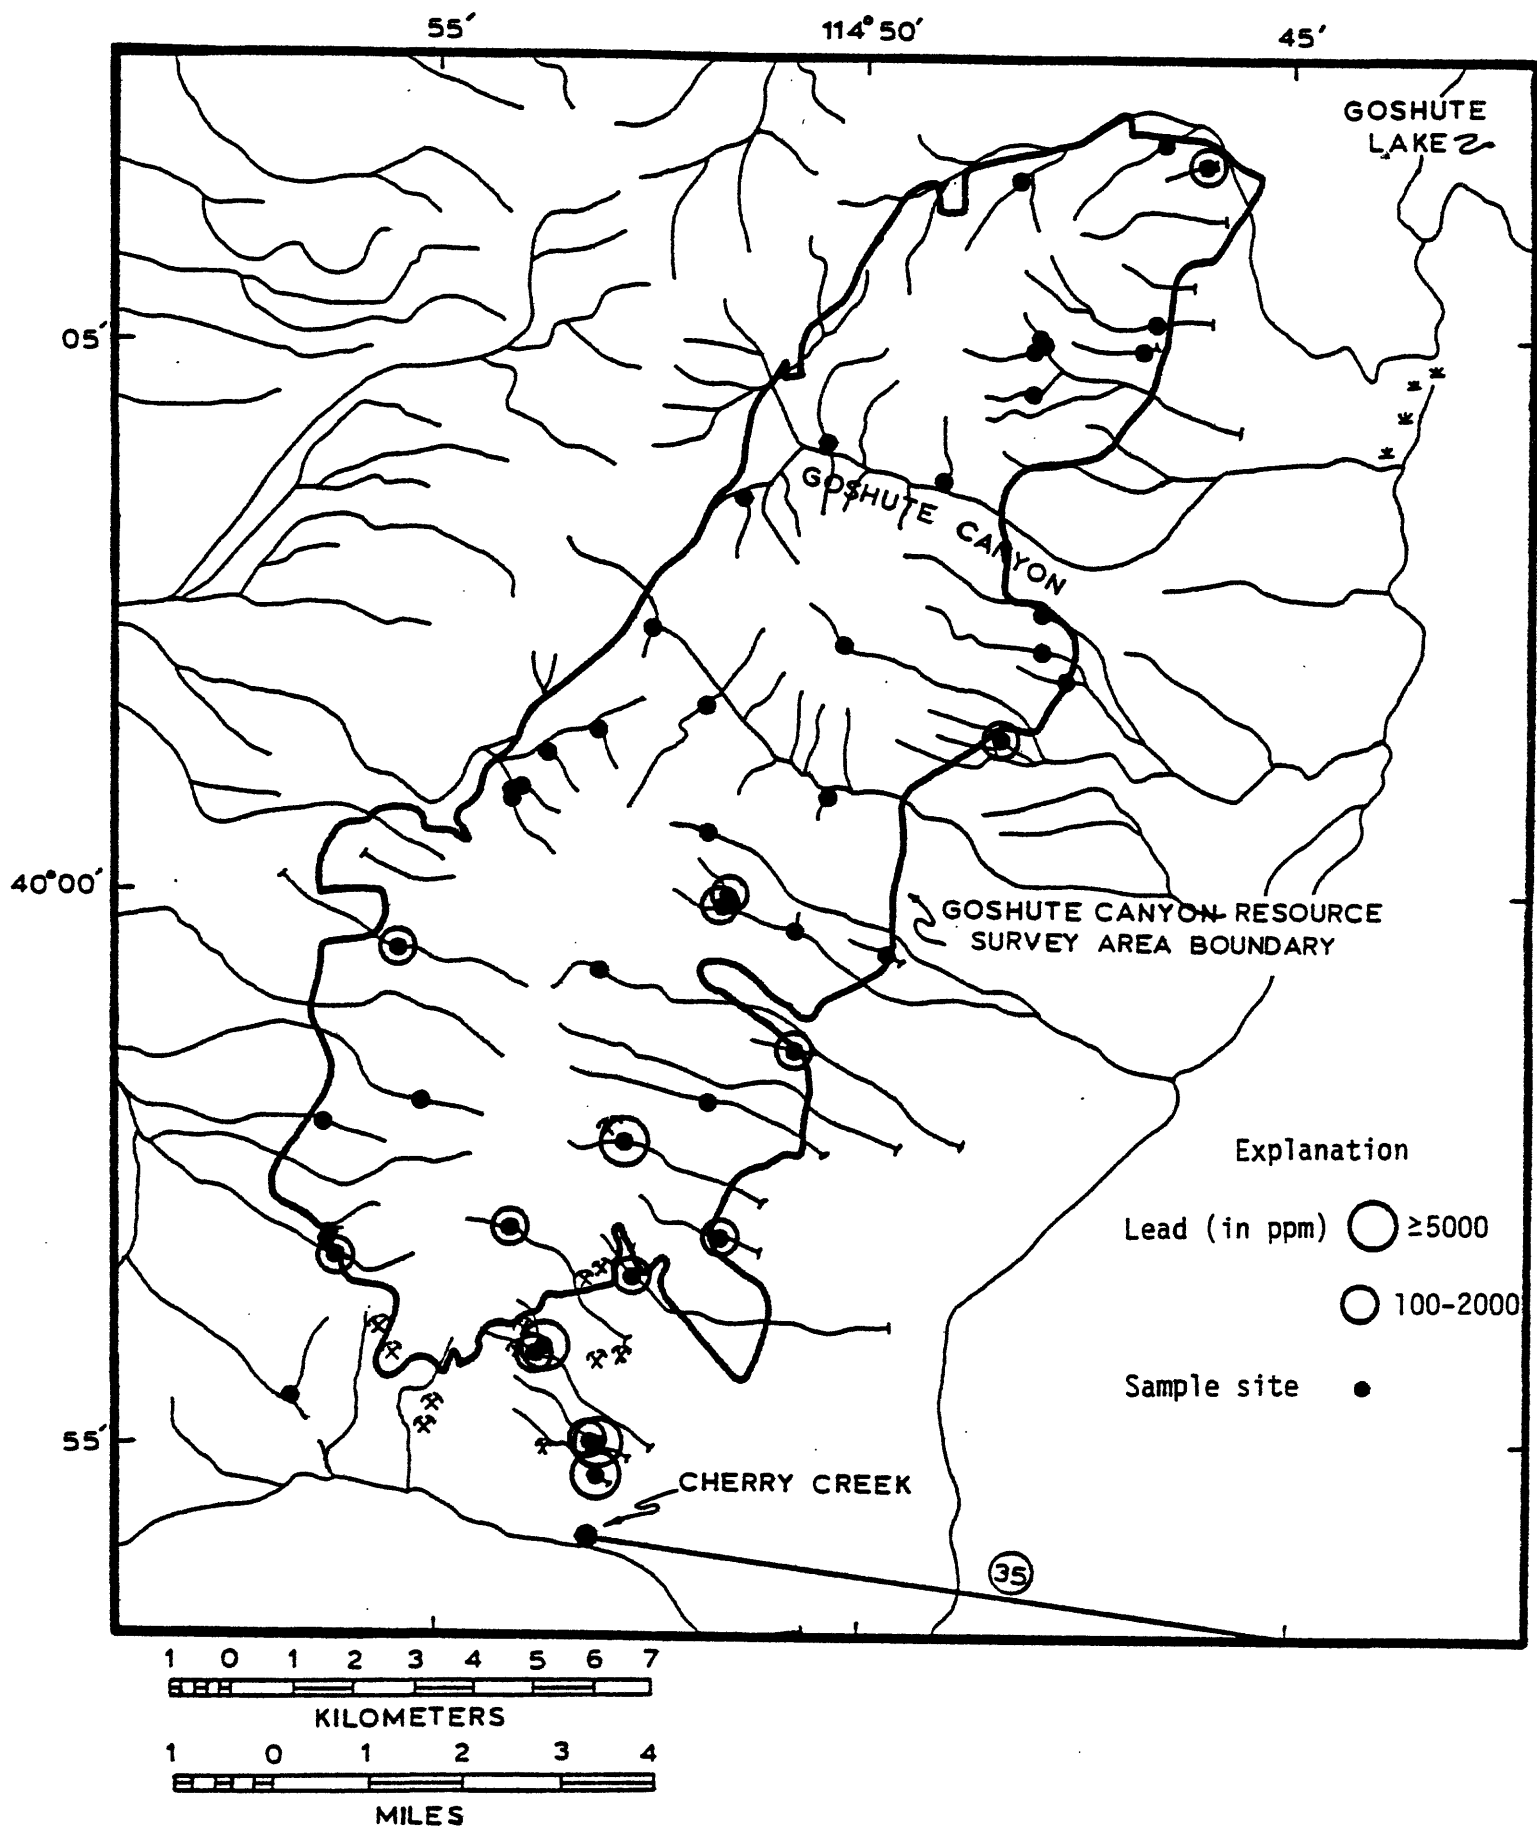 55′ 114°50′ 45′
GOSHUTE
LAKE
05′
GOSHUTE CANYON
40°00′
GOSHUTE CANYON RESOURCE
SURVEY AREA BOUNDARY
Explanation
Lead (in ppm) ≥5000
100-2000
Sample site
55′
CHERRY CREEK
35
1 0 1 2 3 4 5 6 7
KILOMETERS
1 0 1 2 3 4
MILES